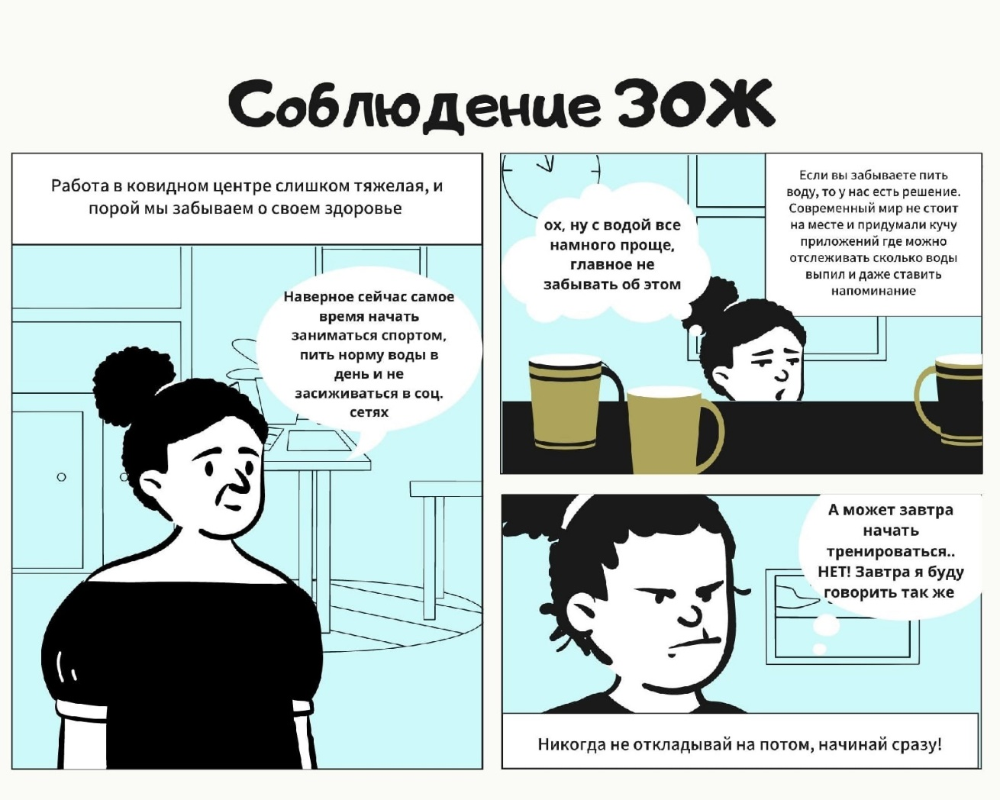 Соблюдение ЗОЖ
Работа в ковидном центре слишком тяжелая, и
порой мы забываем о своем здоровье
Наверное сейчас самое
время начать
заниматься спортом,
пить норму воды в
день и не
засиживаться в соц.
сетях
ох, ну с водой все
намного проще,
главное не
забывать об этом
Если вы забываете пить
воду, то у нас есть решение.
Современный мир не стоит
на месте и придумали кучу
приложений где можно
отслеживать сколько воды
выпил и даже ставить
напоминание
А может завтра
начать
тренироваться..
НЕТ! Завтра я буду
говорить так же
Никогда не откладывай на потом, начинай сразу!